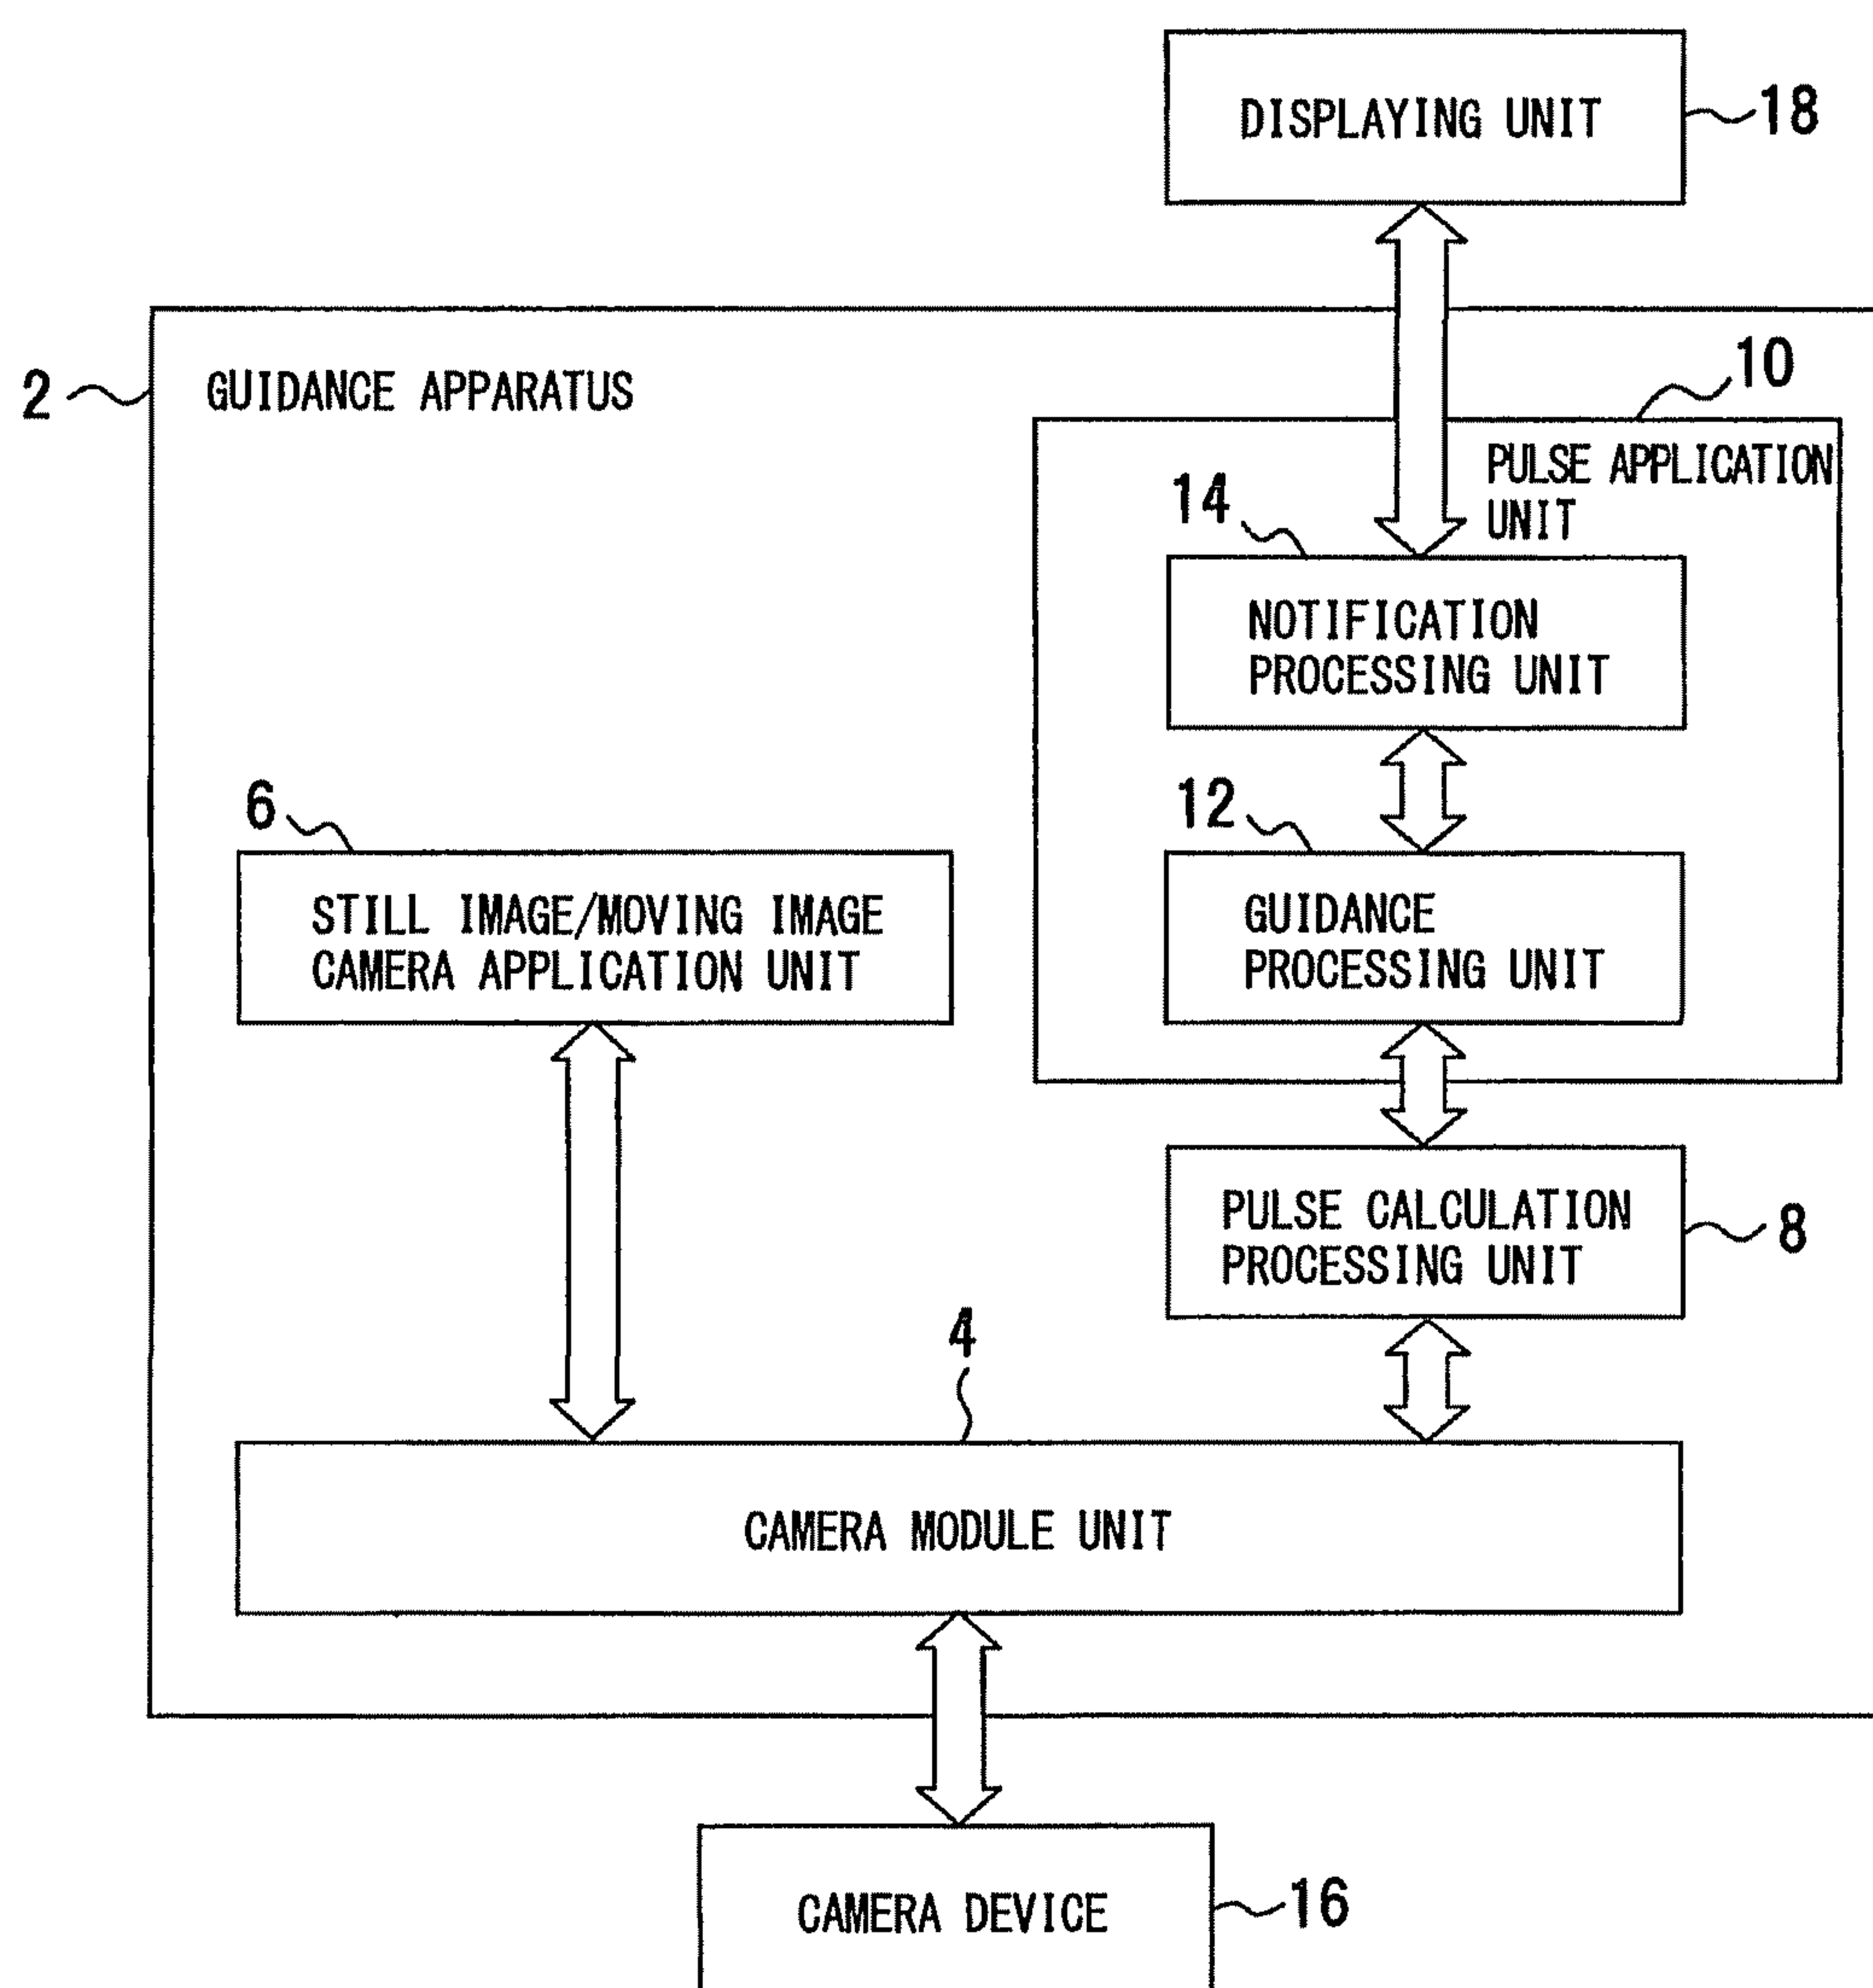 DISPLAYING UNIT
18
2
GUIDANCE APPARATUS
10
PULSE APPLICATION
UNIT
14
NOTIFICATION
PROCESSING UNIT
6
12
STILL IMAGE/MOVING IMAGE
CAMERA APPLICATION UNIT
GUIDANCE
PROCESSING UNIT
PULSE CALCULATION
PROCESSING UNIT
8
4
CAMERA MODULE UNIT
CAMERA DEVICE
16